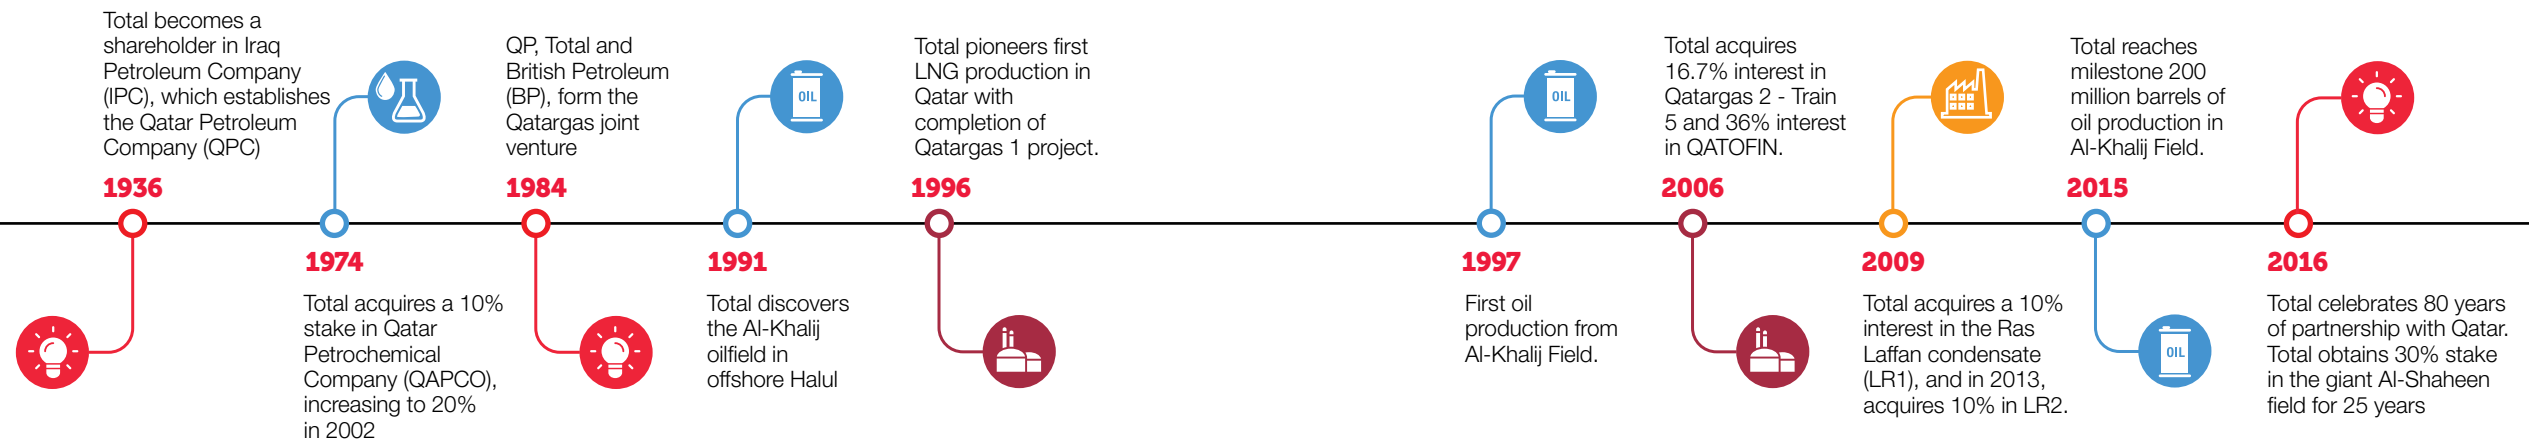 Total becomes a
shareholder in Iraq
Petroleum Company
(IPC), which establishes
the Qatar Petroleum
Company (QPC)
1936
1974
Total acquires a 10%
stake in Qatar
Petrochemical
Company (QAPCO),
increasing to 20%
in 2002
QP, Total and
British Petroleum
(BP), form the
Qatargas joint
venture
1984
OIL
1991
Total discovers
the Al-Khalij
oilfield in
offshore Halul
Total pioneers first
LNG production in
Qatar with
completion of
Qatargas 1 project.
1996
OIL
1997
First oil
production from
Al-Khalij Field.
Total acquires
16.7% interest in
Qatargas 2 - Train
5 and 36% interest
in QATOFIN.
2006
2009
Total acquires a 10%
interest in the Ras
Laffan condensate
(LR1), and in 2013,
acquires 10% in LR2.
Total reaches
milestone 200
million barrels of
oil production in
Al-Khalij Field.
2015
OIL
2016
Total celebrates 80 years
of partnership with Qatar.
Total obtains 30% stake
in the giant Al-Shaheen
field for 25 years